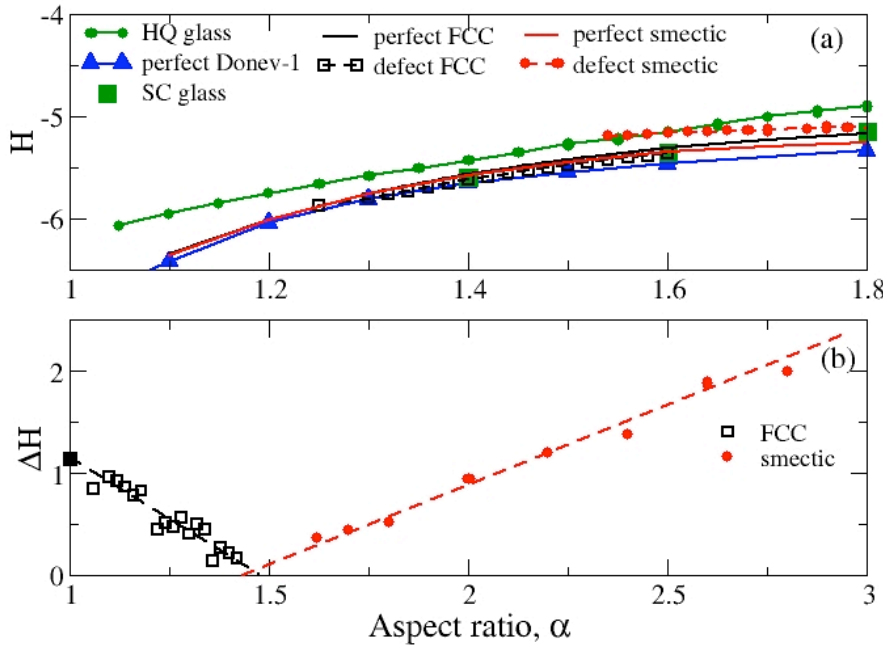 -4
HQ glass
perfect FCC
perfect smectic
(a)
perfect Donev-1
defect FCC
defect smectic
SC glass
-5
H
-6
1
1.2
1.4
1.6
1.8
2
(b)
ΔH
FCC
1
smectic
0
1
1.5
2
2.5
3
Aspect ratio, α